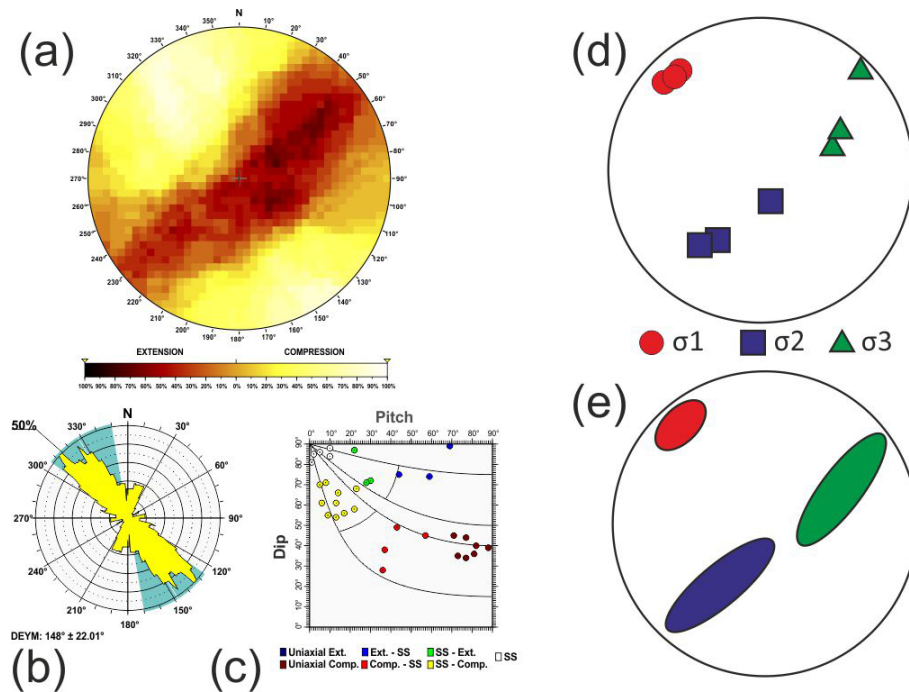 (a)
N
350° 10°
340° 20°
330° 30°
320° 40°
310° 50°
300° 60°
290° 70°
280° 80°
270° 90°
260° 100°
250° 110°
240° 120°
230° 130°
220° 140°
210° 150°
200° 160°
190° 180° 170°
EXTENSION COMPRESSION
100% 90% 80% 70% 60% 50% 40% 30% 20% 10% 0% 10% 20% 30% 40% 50% 60% 70% 80% 90% 100%
N
50% 330° 30°
300° 60°
270° 90°
240° 120°
210° 150°
180°
DEYM: 148° ± 22.01°
(b)
Pitch
0° 10° 20° 30° 40° 50° 60° 70° 80° 90°
90°
80°
70°
60°
50°
40°
30°
20°
10°
0°
Dip
Uniaxial Ext. Ext. - SS SS - Ext. SS
Uniaxial Comp. Comp. - SS SS - Comp.
(c)
(d)
σ1 σ2 σ3
(e)